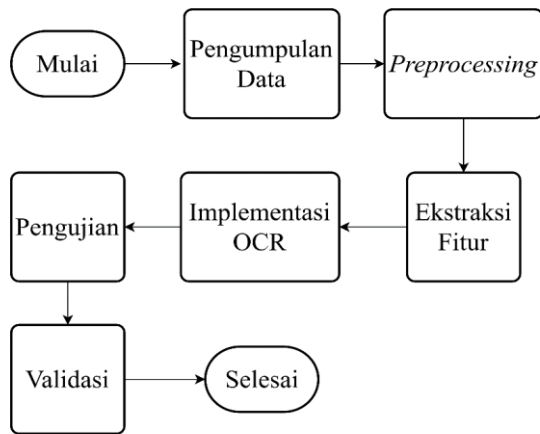 Mulai
Pengumpulan
Data
Preprocessing
Ekstraksi
Fitur
Implementasi
OCR
Pengujian
Validasi
Selesai